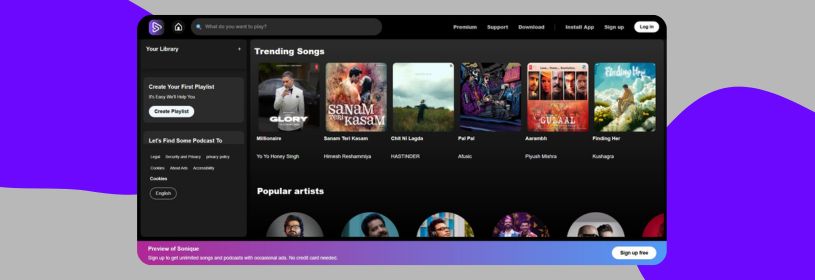 What do you want to play?
Premium Support Download Install App Sign up Log in
Your Library +
Create Your First Playlist
It's Easy We'll Help You
Create Playlist
Let's Find Some Podcast To
Legal Security and Privacy privacy policy
Cookies About Ads Accessibility
Cookies
English
Trending Songs
GLORY
SANAM
TERI KASAM
GULAAL
Finding Her
Millionaire Sanam Teri Kasam Chit Ni Lagda Pal Pal Aarambh Finding Her
Yo Yo Honey Singh Himesh Reshammiya HASTINDER Afusic Piyush Mishra Kushagra
Popular artists
Preview of Sonique
Sign up to get unlimited songs and podcasts with occasional ads. No credit card needed.
Sign up free